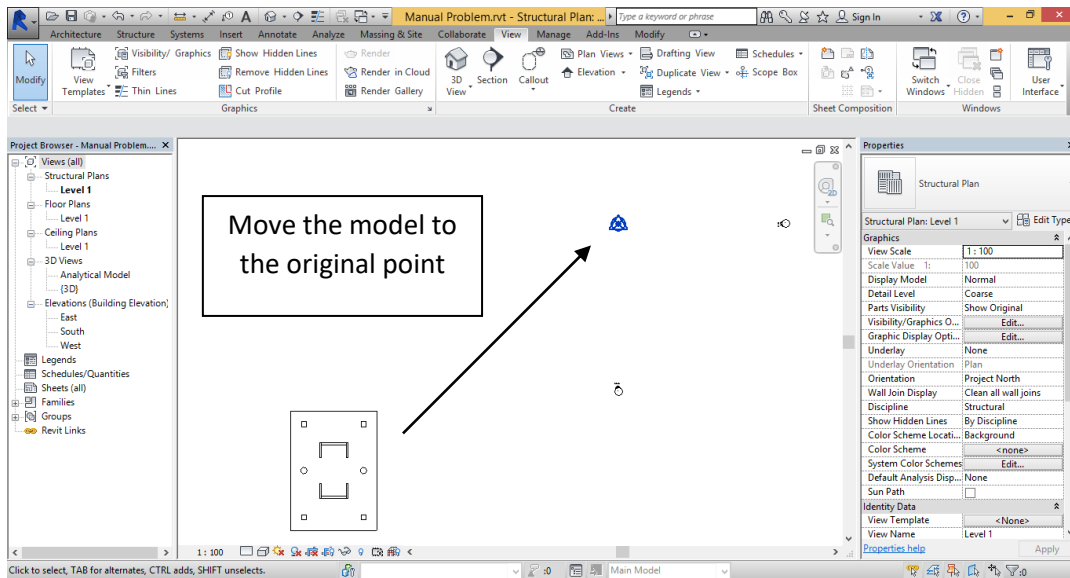 Manual Problem.rvt - Structural Plan: ...
Type a keyword or phrase
Sign In
Architecture Structure Systems Insert Annotate Analyze Massing & Site Collaborate View Manage Add-Ins Modify
Modify
View Templates
Visibility/ Graphics
Filters
Thin Lines
Show Hidden Lines
Remove Hidden Lines
Cut Profile
Render
Render in Cloud
Render Gallery
3D View
Section
Callout
Plan Views
Elevation
Drafting View
Duplicate View
Legends
Schedules
Scope Box
Switch Windows
Close Hidden
User Interface
Select
Graphics
Create
Sheet Composition
Windows
Project Browser - Manual Problem.... X
Views (all)
Structural Plans
Level 1
Floor Plans
Level 1
Ceiling Plans
Level 1
3D Views
Analytical Model
{3D}
Elevations (Building Elevation)
East
South
West
Legends
Schedules/Quantities
Sheets (all)
Families
Groups
Revit Links
Move the model to
the original point
2D
Properties
Structural Plan
Structural Plan: Level 1
Edit Type
Graphics
View Scale 1 : 100
Scale Value 1: 100
Display Model Normal
Detail Level Coarse
Parts Visibility Show Original
Visibility/Graphics O... Edit...
Graphic Display Opti... Edit...
Underlay None
Underlay Orientation Plan
Orientation Project North
Wall Join Display Clean all wall joins
Discipline Structural
Show Hidden Lines By Discipline
Color Scheme Locati... Background
Color Scheme <none>
System Color Schemes Edit...
Default Analysis Disp... None
Sun Path
Identity Data
View Template <None>
View Name Level 1
Properties help
Apply
1 : 100
Click to select, TAB for alternates, CTRL adds, SHIFT unselects.
:0
Main Model
:0